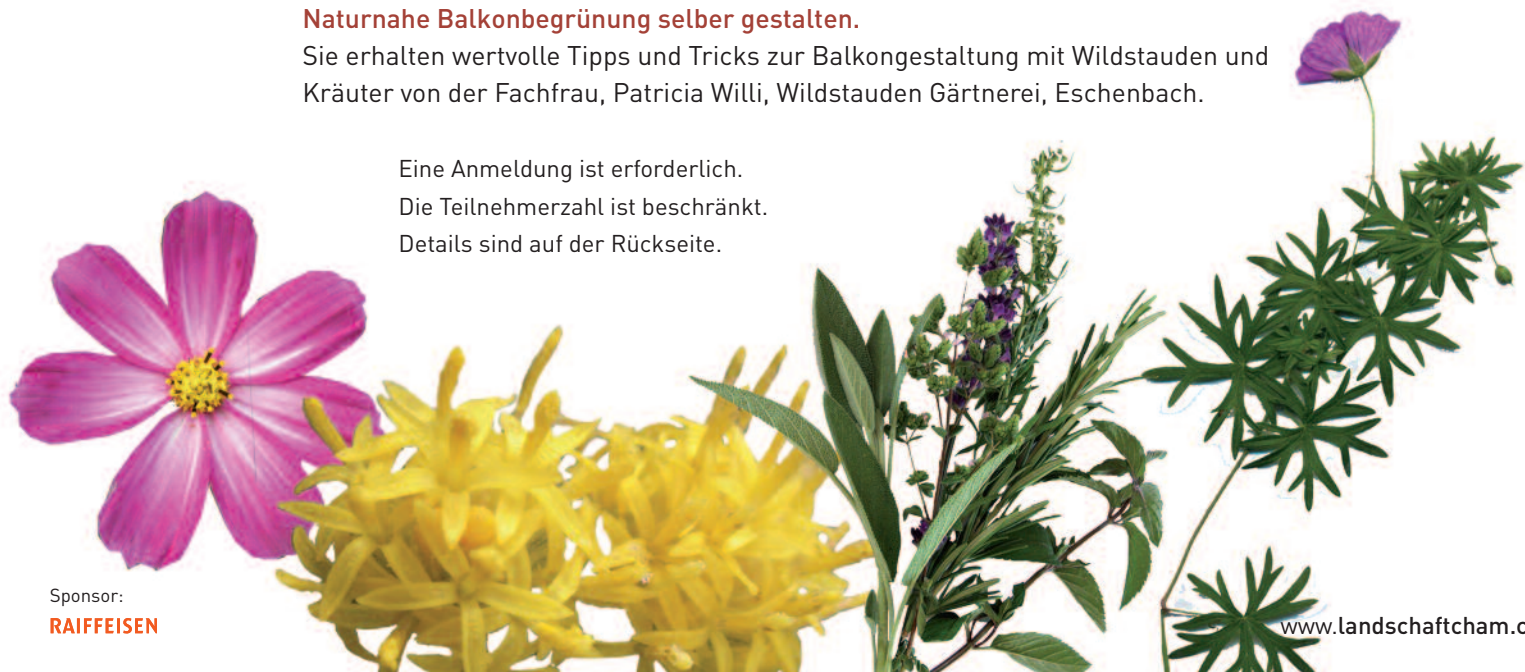 Naturnahe Balkonbegrünung selber gestalten.
Sie erhalten wertvolle Tipps und Tricks zur Balkongestaltung mit Wildstauden und
Kräuter von der Fachfrau, Patricia Willi, Wildstauden Gärtnerei, Eschenbach.
Eine Anmeldung ist erforderlich.
Die Teilnehmerzahl ist beschränkt.
Details sind auf der Rückseite.
Sponsor:
RAIFFEISEN
www.landschaftcham.c